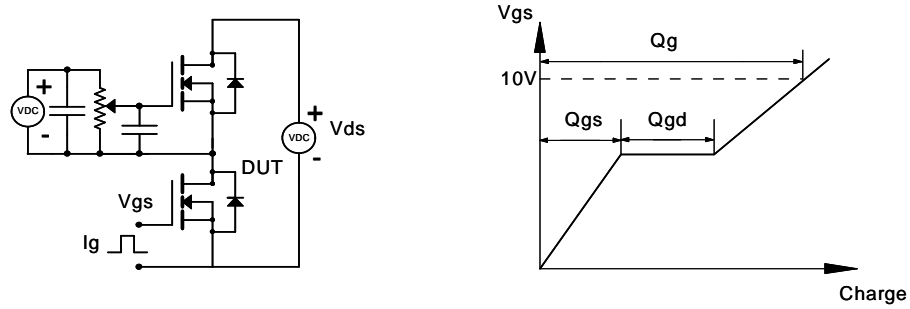 +
VDC
-
+
VDC
-
Vds
DUT
Vgs
Ig
Vgs
Qg
10V
Qgs
Qgd
Charge